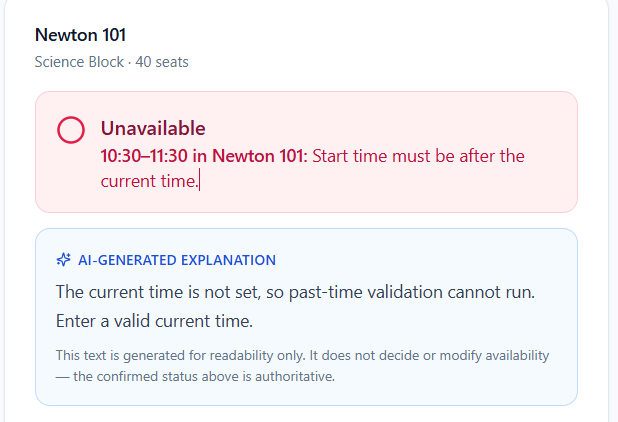 Newton 101
Science Block · 40 seats
Unavailable
10:30–11:30 in Newton 101: Start time must be after the
current time.
AI-GENERATED EXPLANATION
The current time is not set, so past-time validation cannot run.
Enter a valid current time.
This text is generated for readability only. It does not decide or modify availability
— the confirmed status above is authoritative.